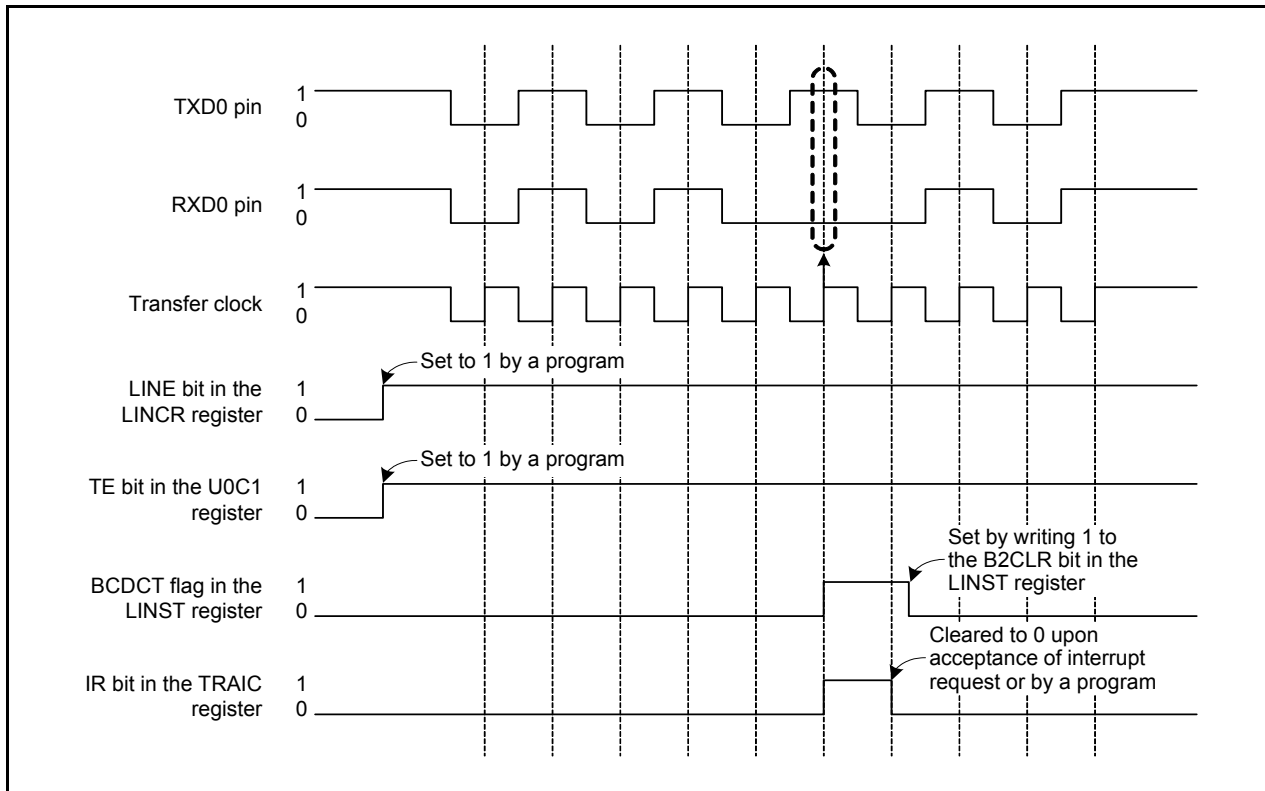 TXD0 pin
1
0
RXD0 pin
1
0
Transfer clock
1
0
Set to 1 by a program
LINE bit in the
LINCR register
1
0
Set to 1 by a program
TE bit in the U0C1
register
1
0
Set by writing 1 to
the B2CLR bit in the
LINST register
BCDCT flag in the
LINST register
1
0
Cleared to 0 upon
acceptance of interrupt
request or by a program
IR bit in the TRAIC
register
1
0